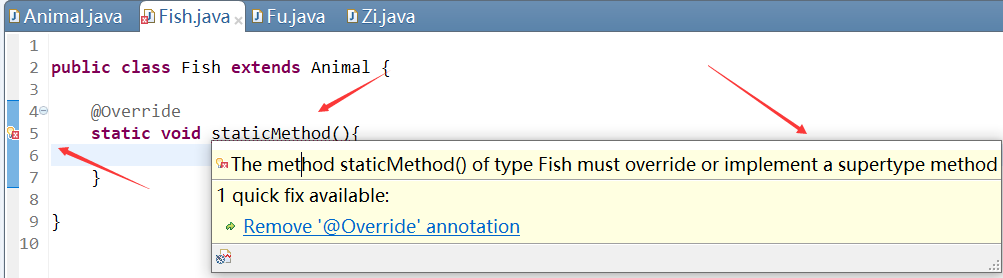 Animal.java Fish.java Fu.java Zi.java
1
2 public class Fish extends Animal {
3
4 @Override
5 static void staticMethod(){
6
7 }
8
9 }
10
The method staticMethod() of type Fish must override or implement a supertype method
1 quick fix available:
Remove '@Override' annotation